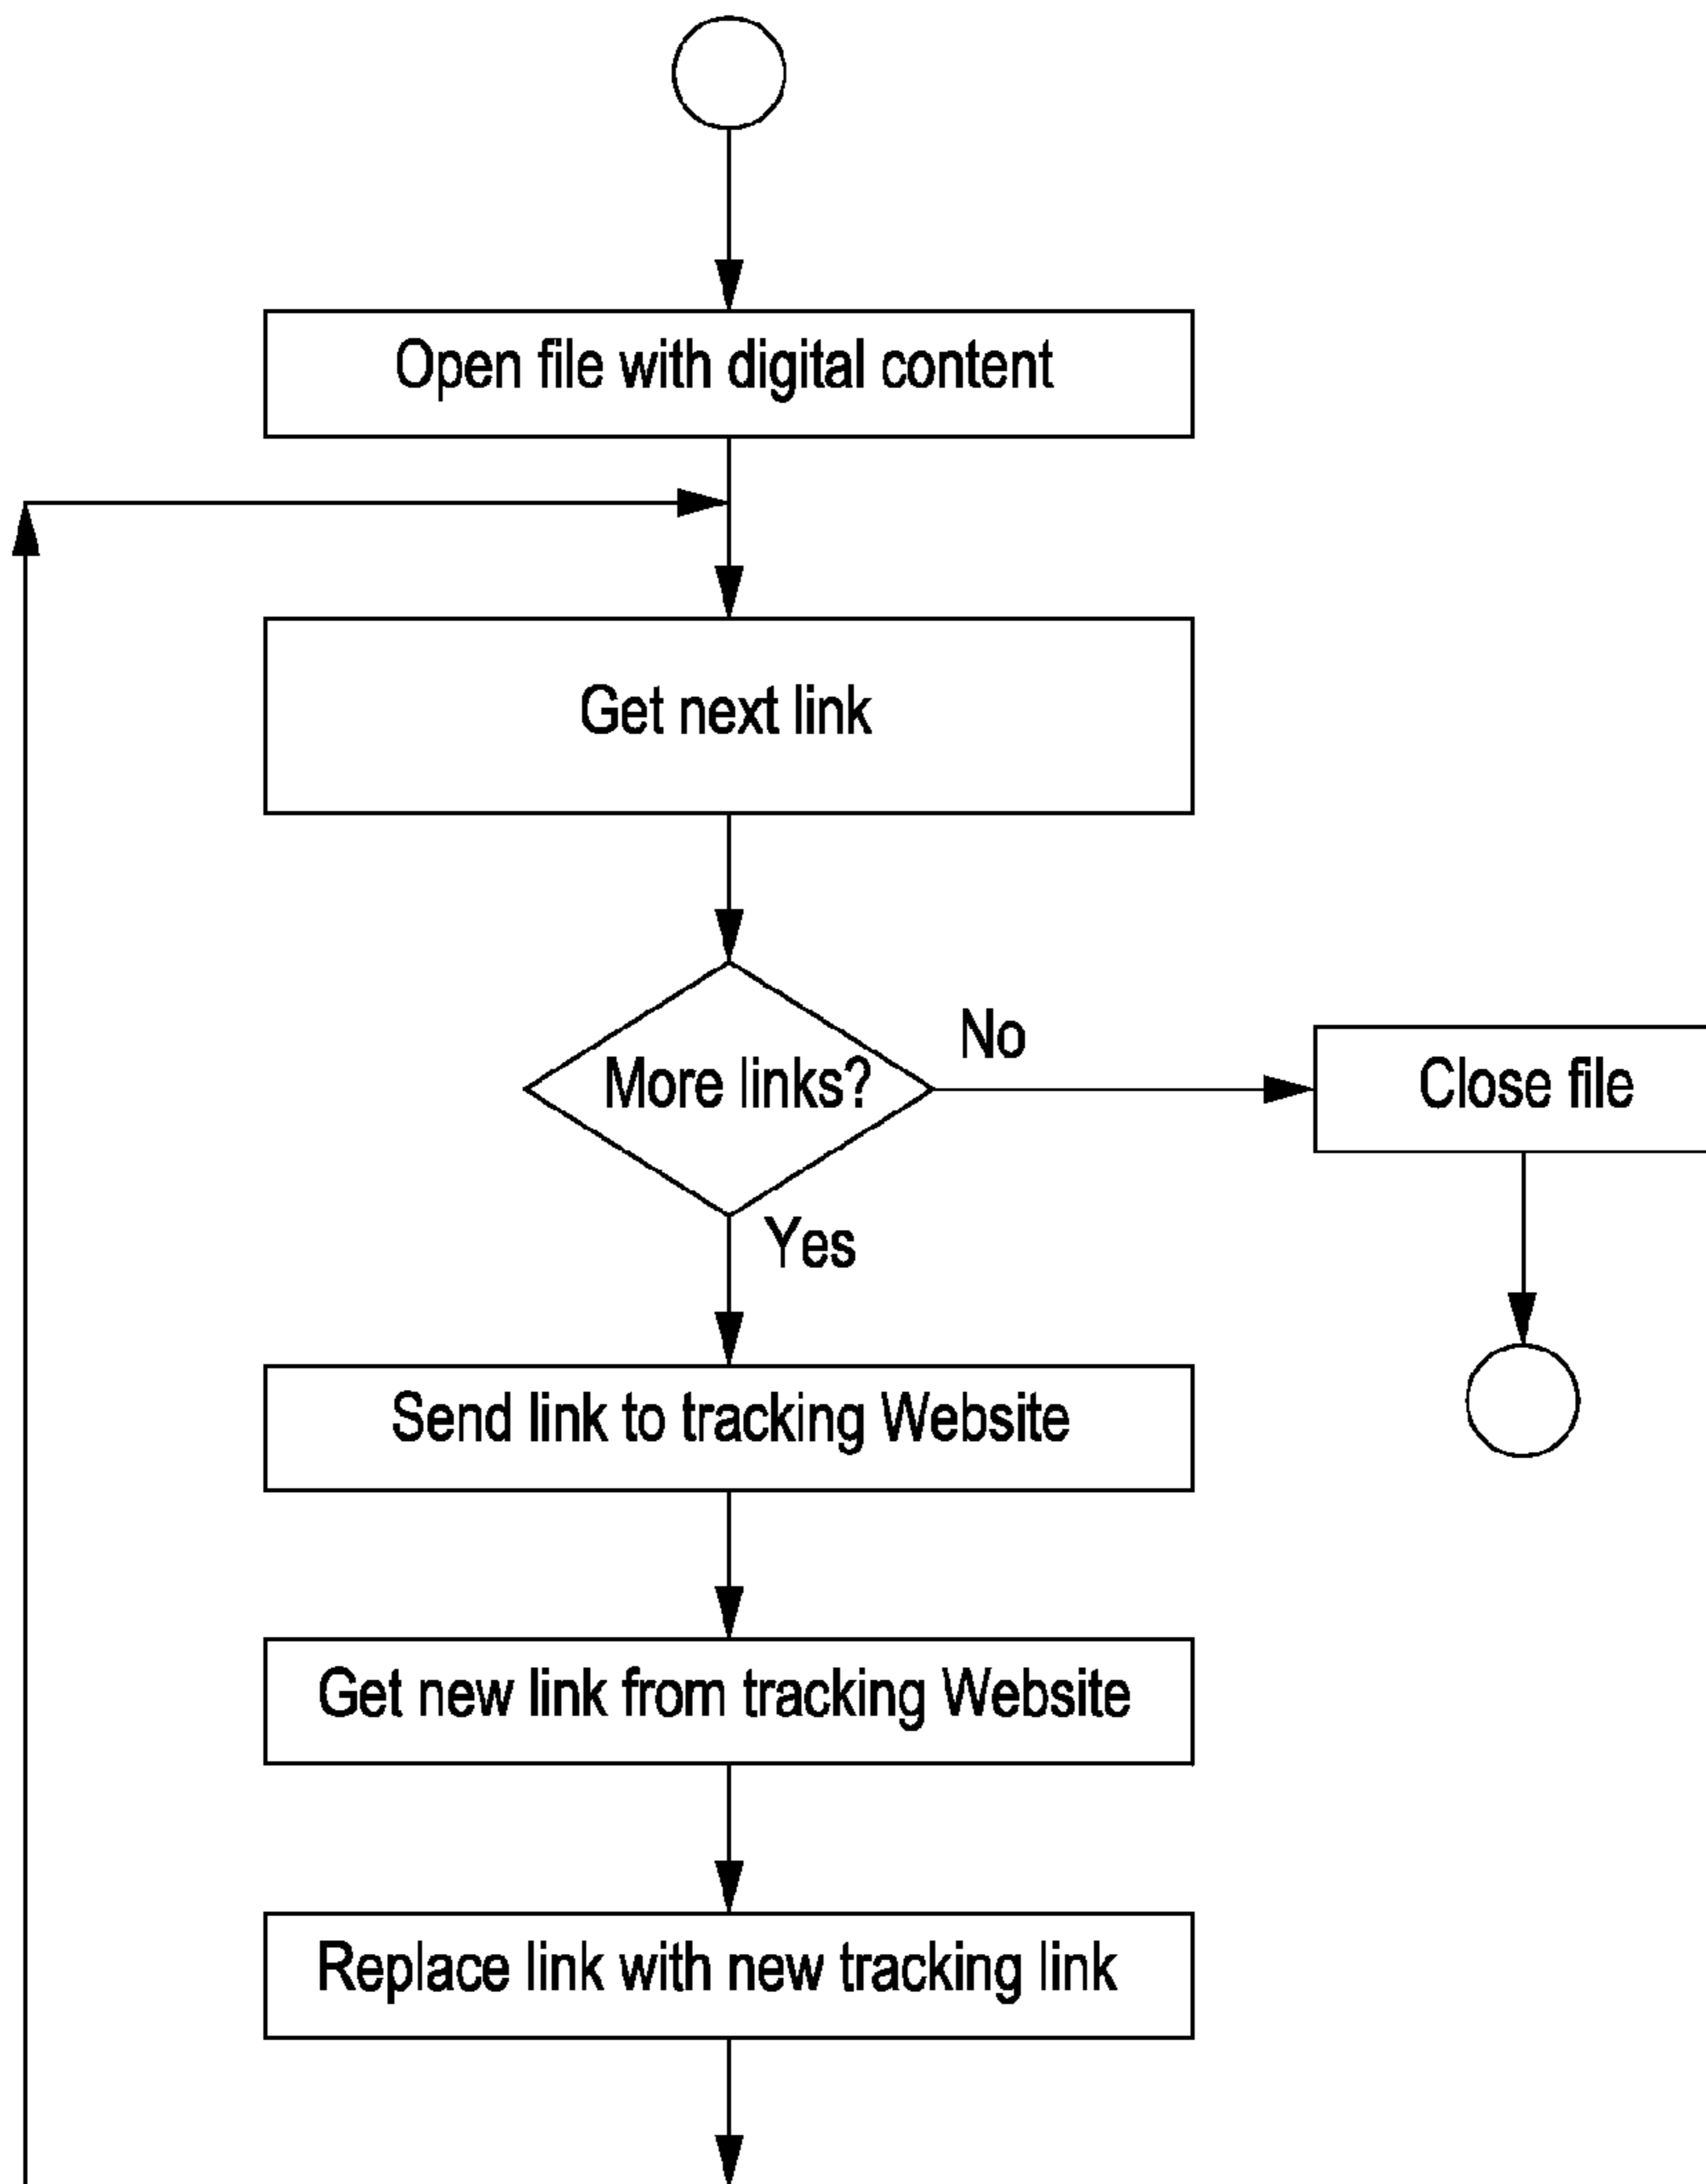 Open file with digital content
Get next link
More links?
No
Close file
Yes
Send link to tracking Website
Get new link from tracking Website
Replace link with new tracking link